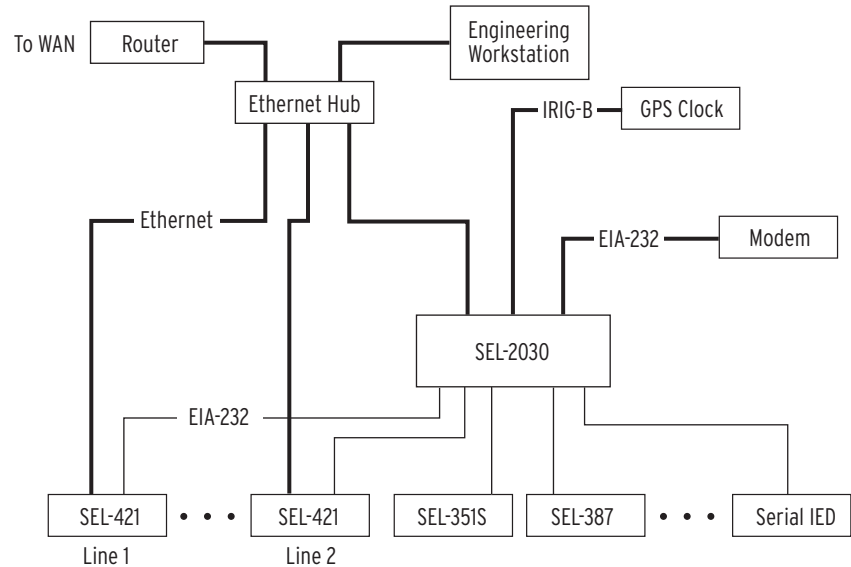 To WAN
Router
Engineering
Workstation
Ethernet Hub
IRIG-B
GPS Clock
Ethernet
EIA-232
Modem
SEL-2030
EIA-232
SEL-421
SEL-421
SEL-351S
SEL-387
Serial IED
Line 1
Line 2